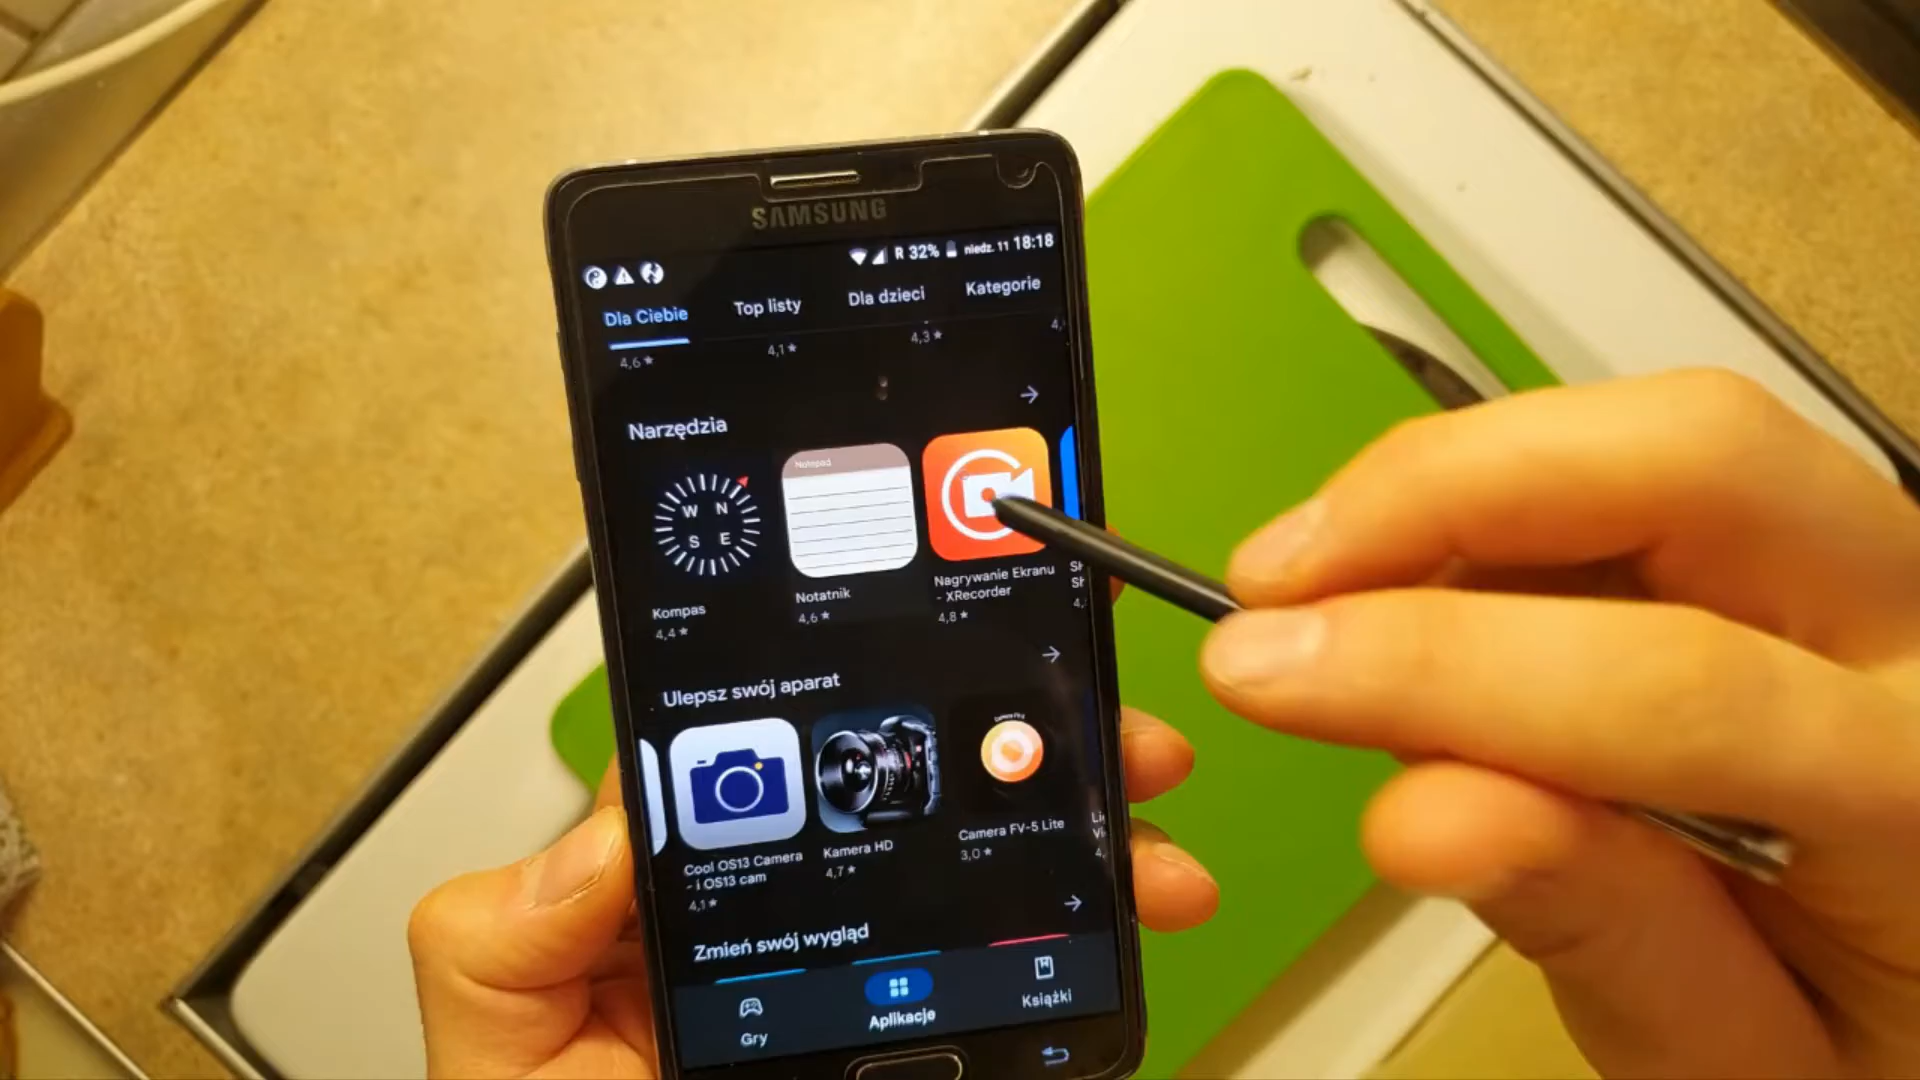 SAMSUNG
R 32% niedz. 11 18:18
Dla Ciebie Top listy Dla dzieci Kategorie
4,6★ 4,1★ 4,3★ 4,
Narzędzia
W N
S E
Notepad
Kompas
4,4★
Notatnik
4,6★
Nagrywanie Ekranu
- XRecorder
4,8★
Ulepsz swój aparat
Cool OS13 Camera
- i OS13 cam
4,1★
Kamera HD
4,7★
Camera FV-5 Lite
3,0★
Zmień swój wygląd
Gry Aplikacje Książki